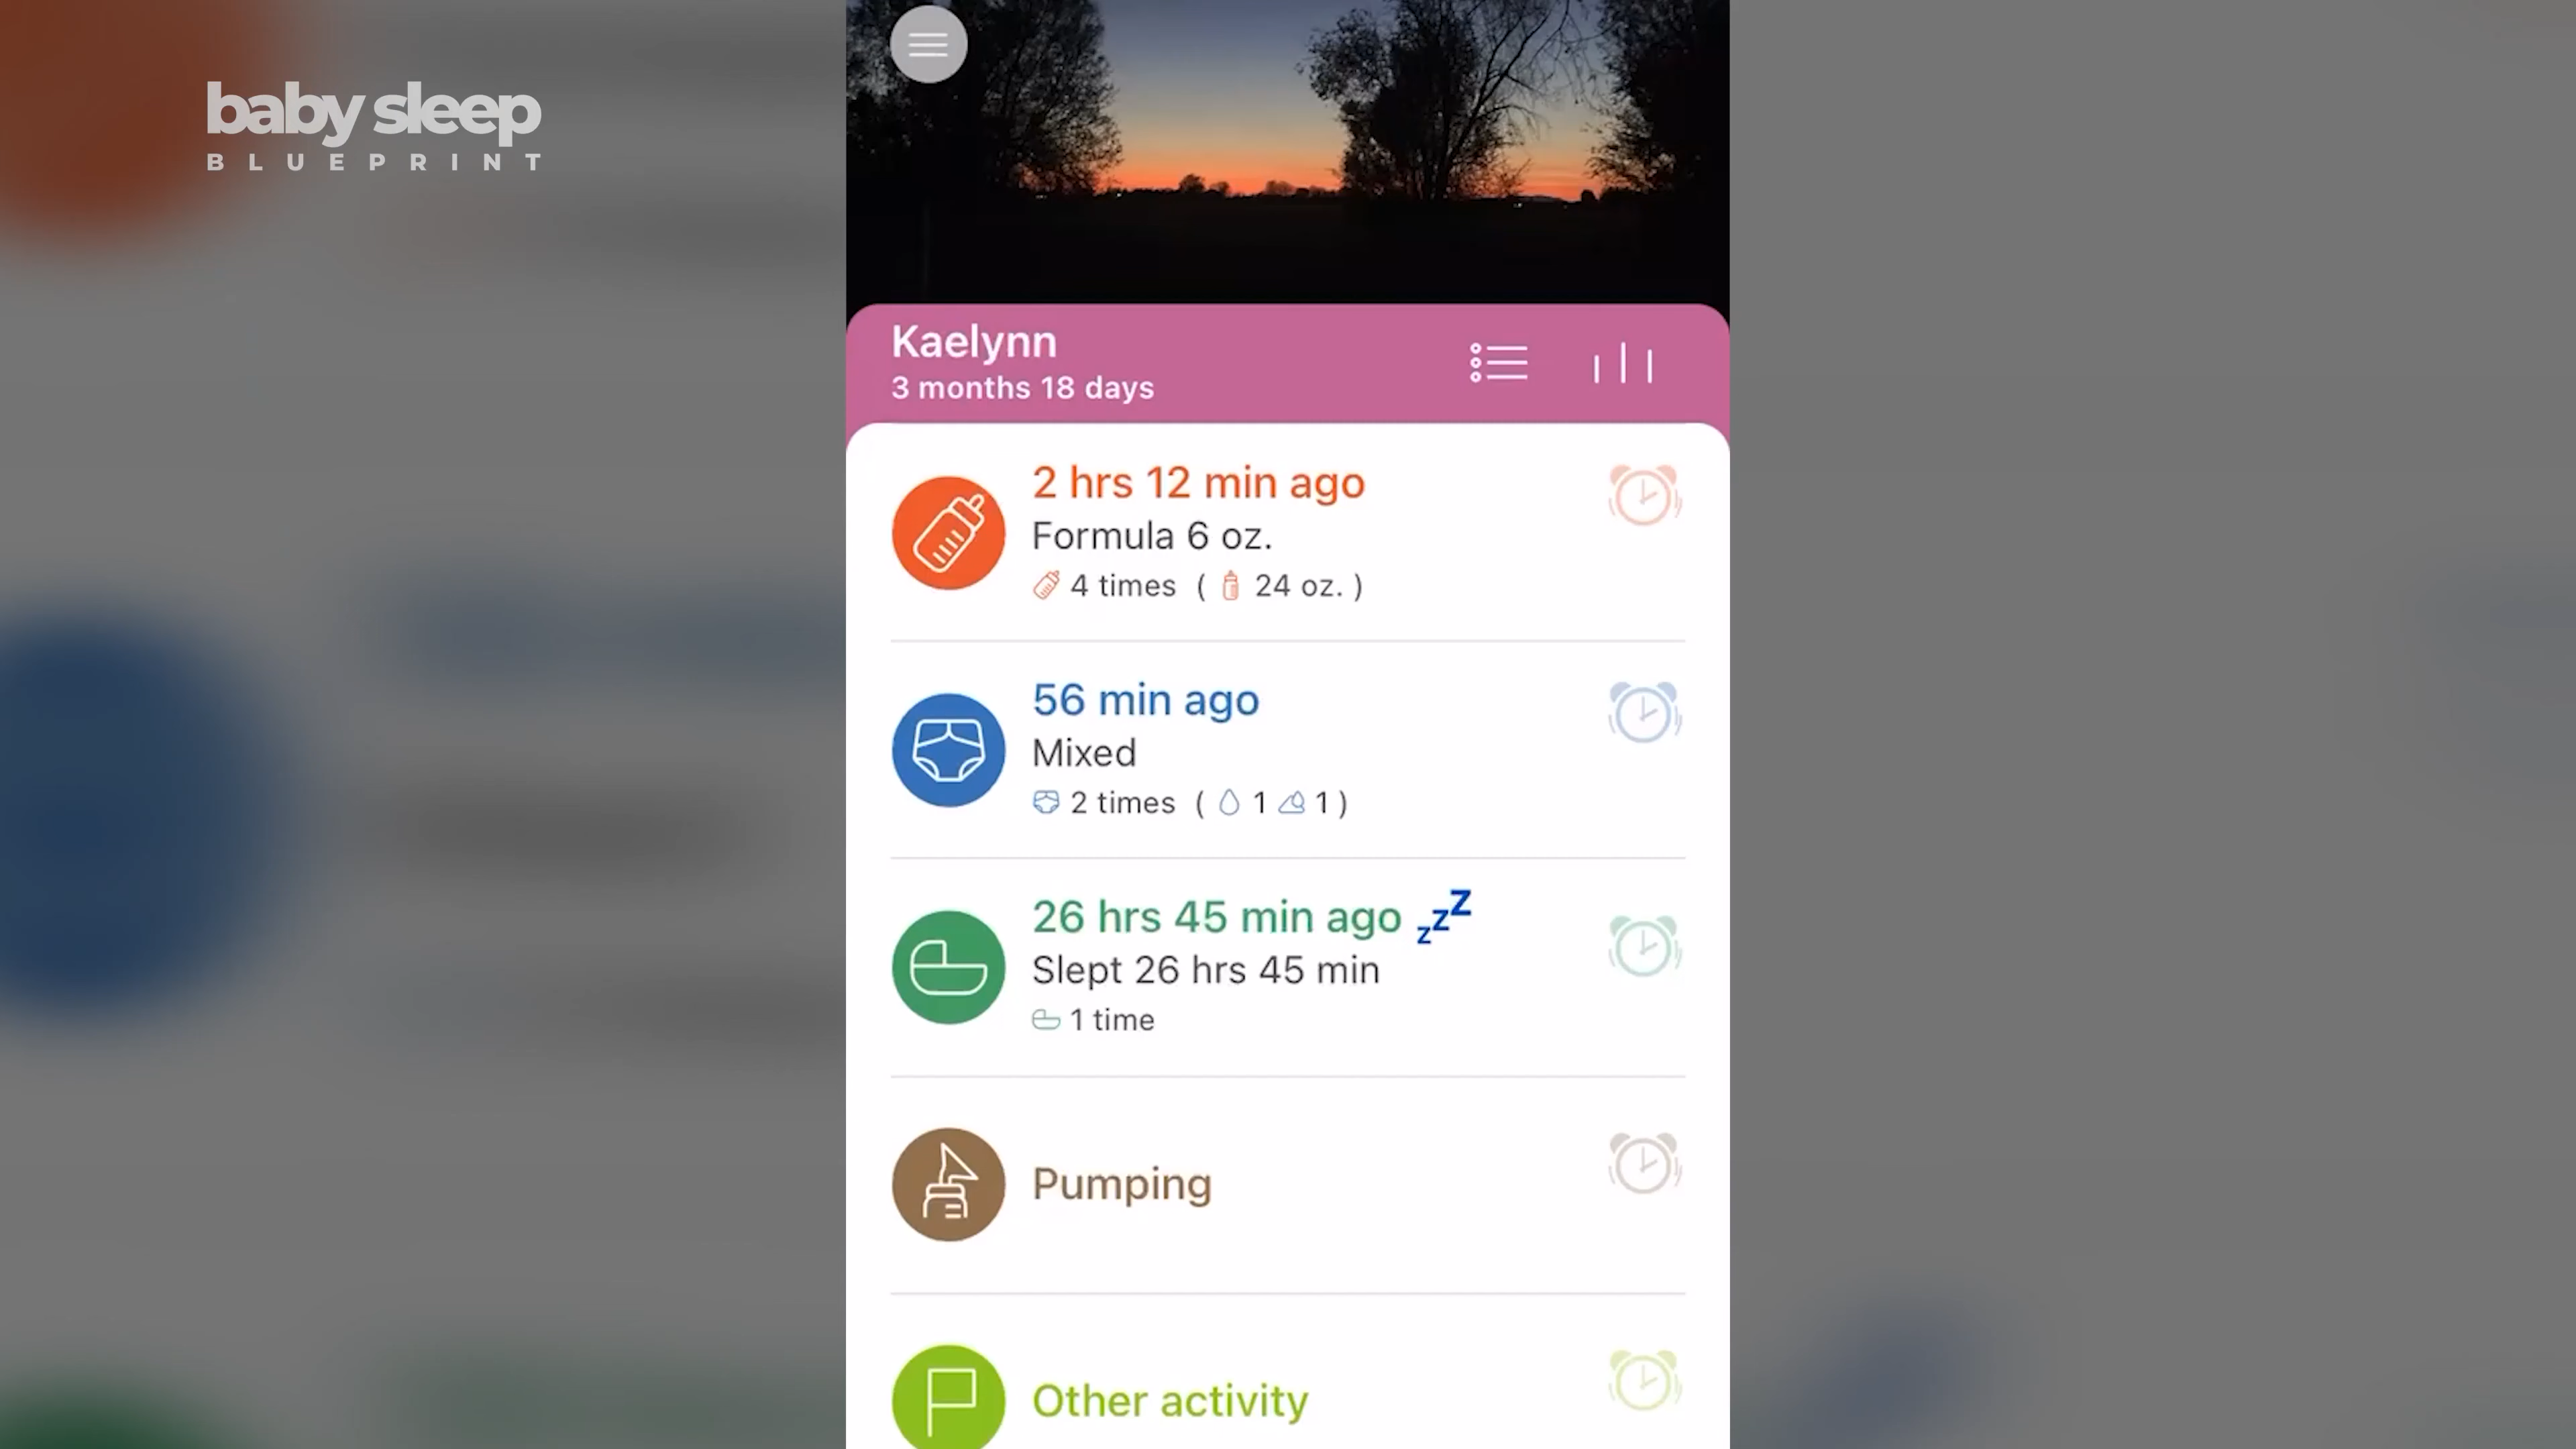 baby sleep
BLUEPRINT
Kaelynn
3 months 18 days
2 hrs 12 min ago
Formula 6 oz.
4 times ( 24 oz. )
56 min ago
Mixed
2 times ( 1 1 )
26 hrs 45 min ago zzZ
Slept 26 hrs 45 min
1 time
Pumping
Other activity